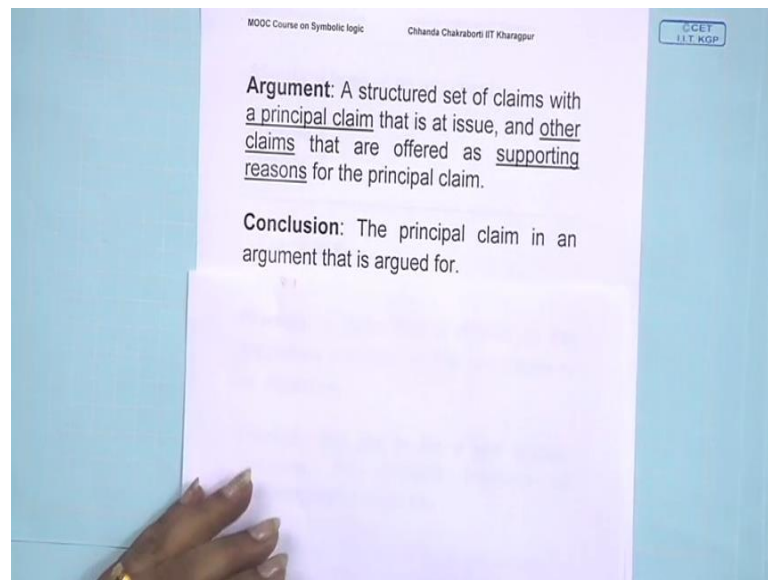 MOOC Course on Symbolic logic Chhanda Chakraborti IIT Kharagpur
CCET
I.I.T. KGP
Argument: A structured set of claims with
a principal claim that is at issue, and other
claims that are offered as supporting
reasons for the principal claim.
Conclusion: The principal claim in an
argument that is argued for.